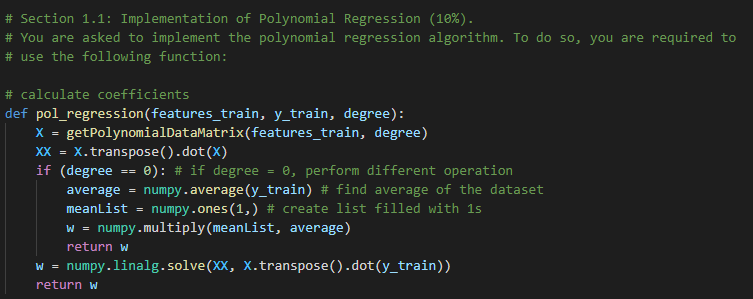 # Section 1.1: Implementation of Polynomial Regression (10%).
# You are asked to implement the polynomial regression algorithm. To do so, you are required to
# use the following function:

# calculate coefficients
def pol_regression(features_train, y_train, degree):
    X = getPolynomialDataMatrix(features_train, degree)
    XX = X.transpose().dot(X)
    if (degree == 0): # if degree = 0, perform different operation
        average = numpy.average(y_train) # find average of the dataset
        meanList = numpy.ones(1,) # create list filled with 1s
        w = numpy.multiply(meanList, average)
        return w
    w = numpy.linalg.solve(XX, X.transpose().dot(y_train))
    return w